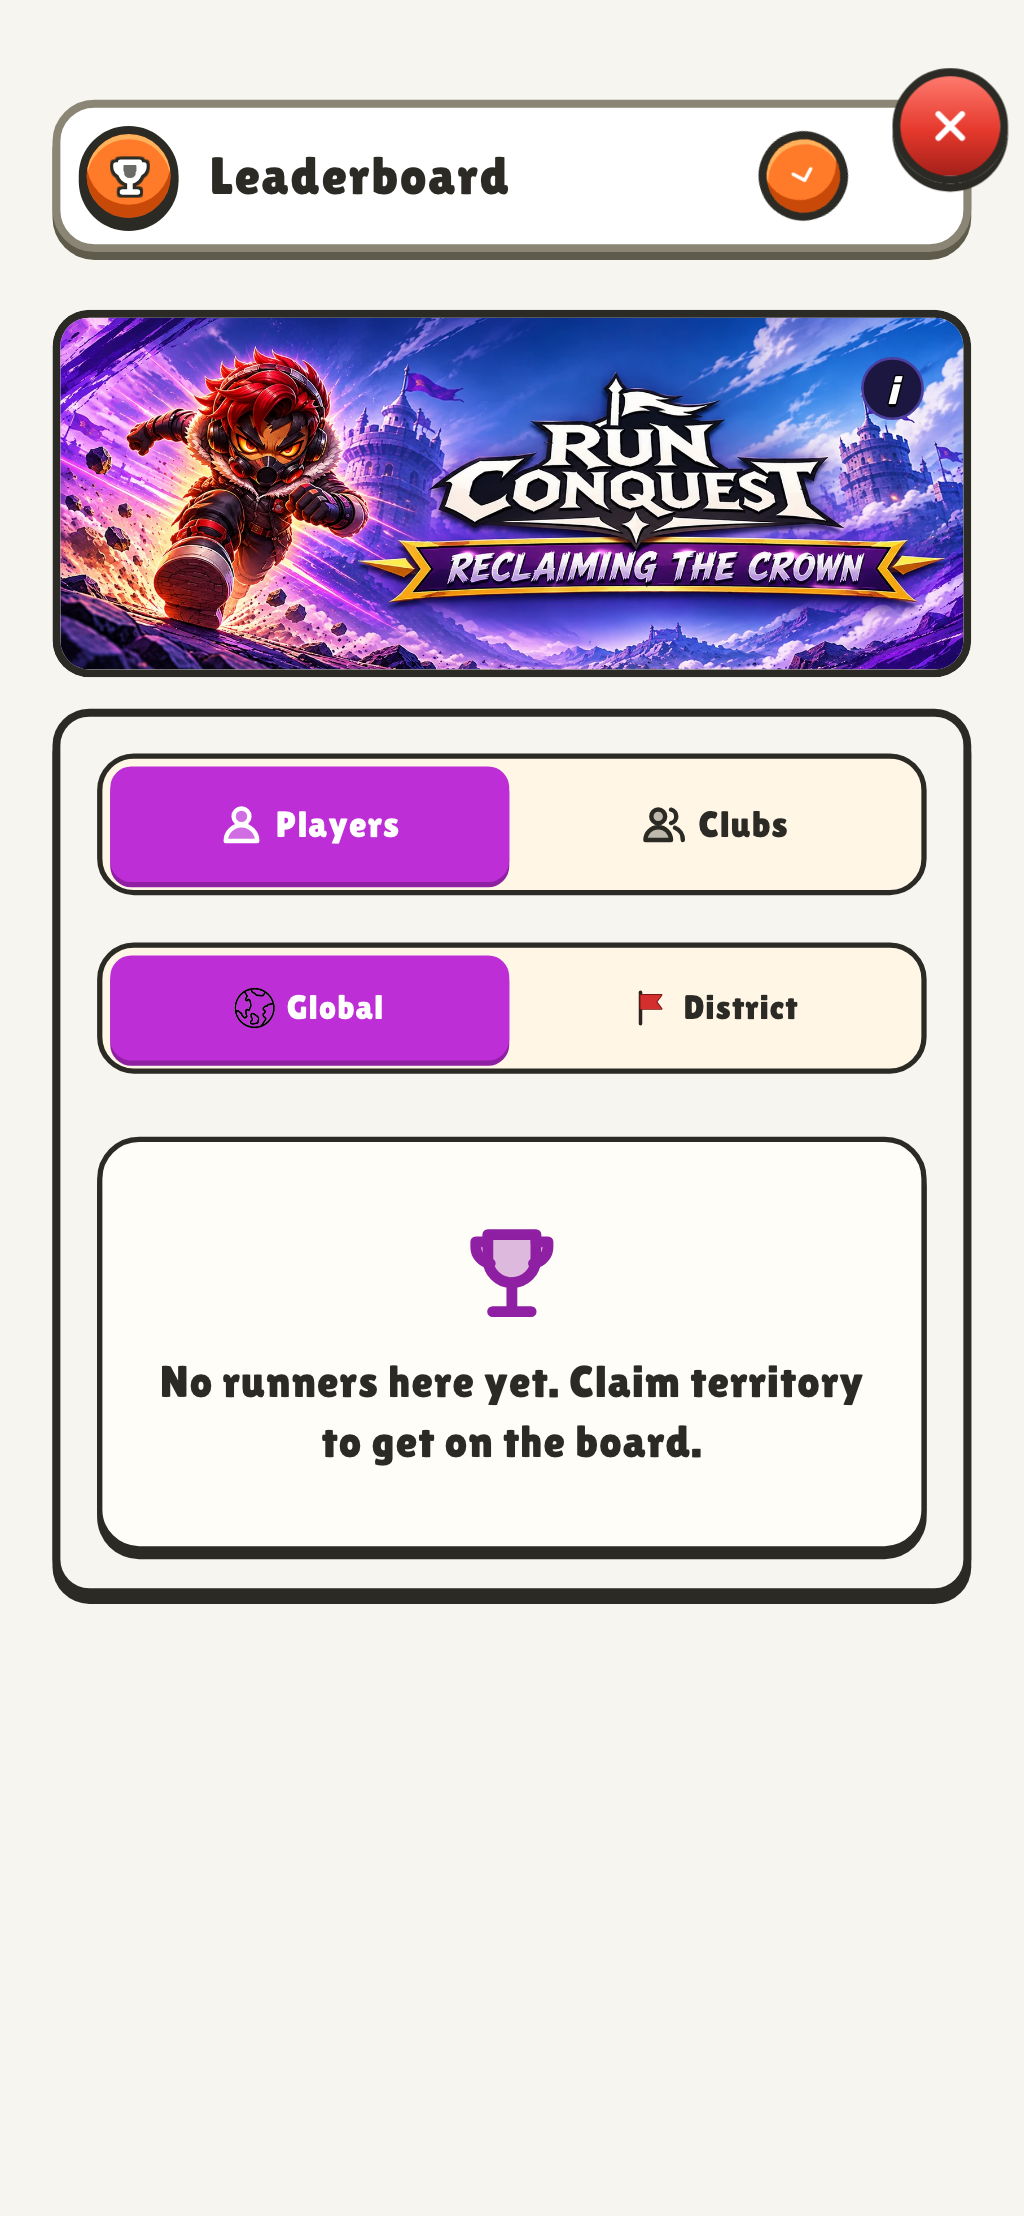 Leaderboard
i
RUN
CONQUEST
RECLAIMING THE CROWN
Players
Clubs
Global
District
No runners here yet. Claim territory
to get on the board.